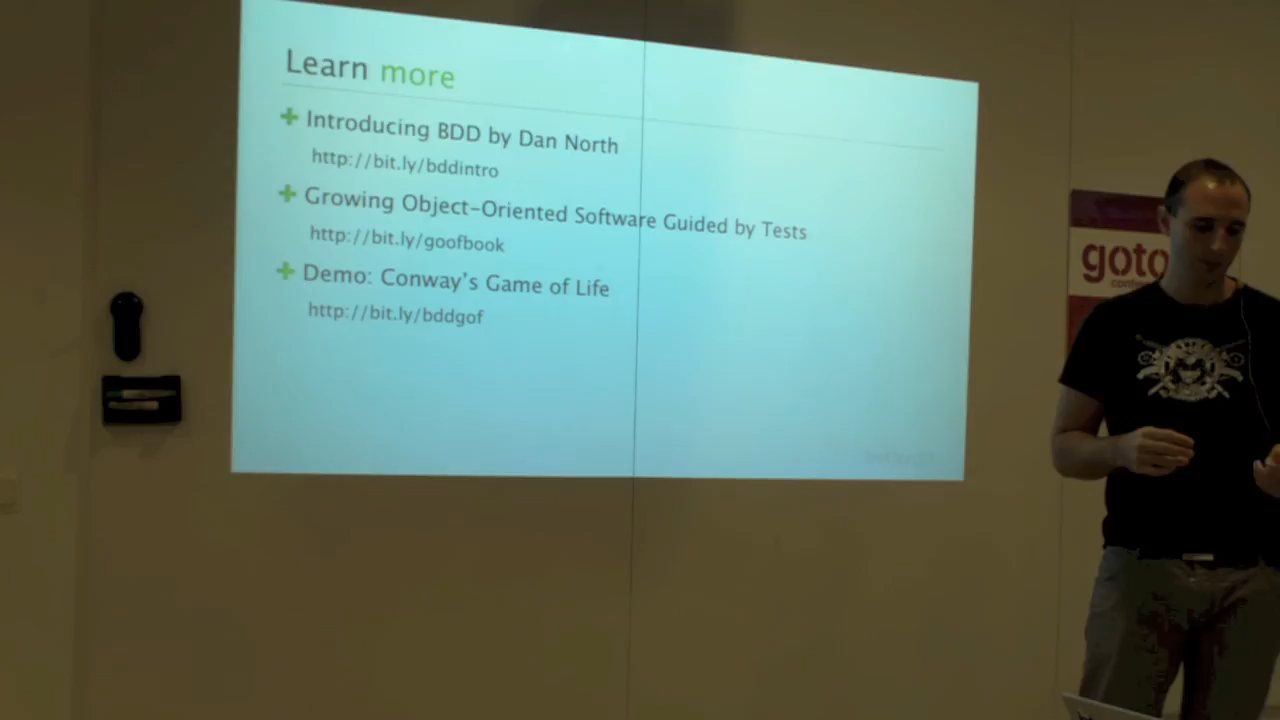 Learn more
Introducing BDD by Dan North
http://bit.ly/bddintro
Growing Object-Oriented Software Guided by Tests
http://bit.ly/goofbook
Demo: Conway's Game of Life
http://bit.ly/bddgof
goto